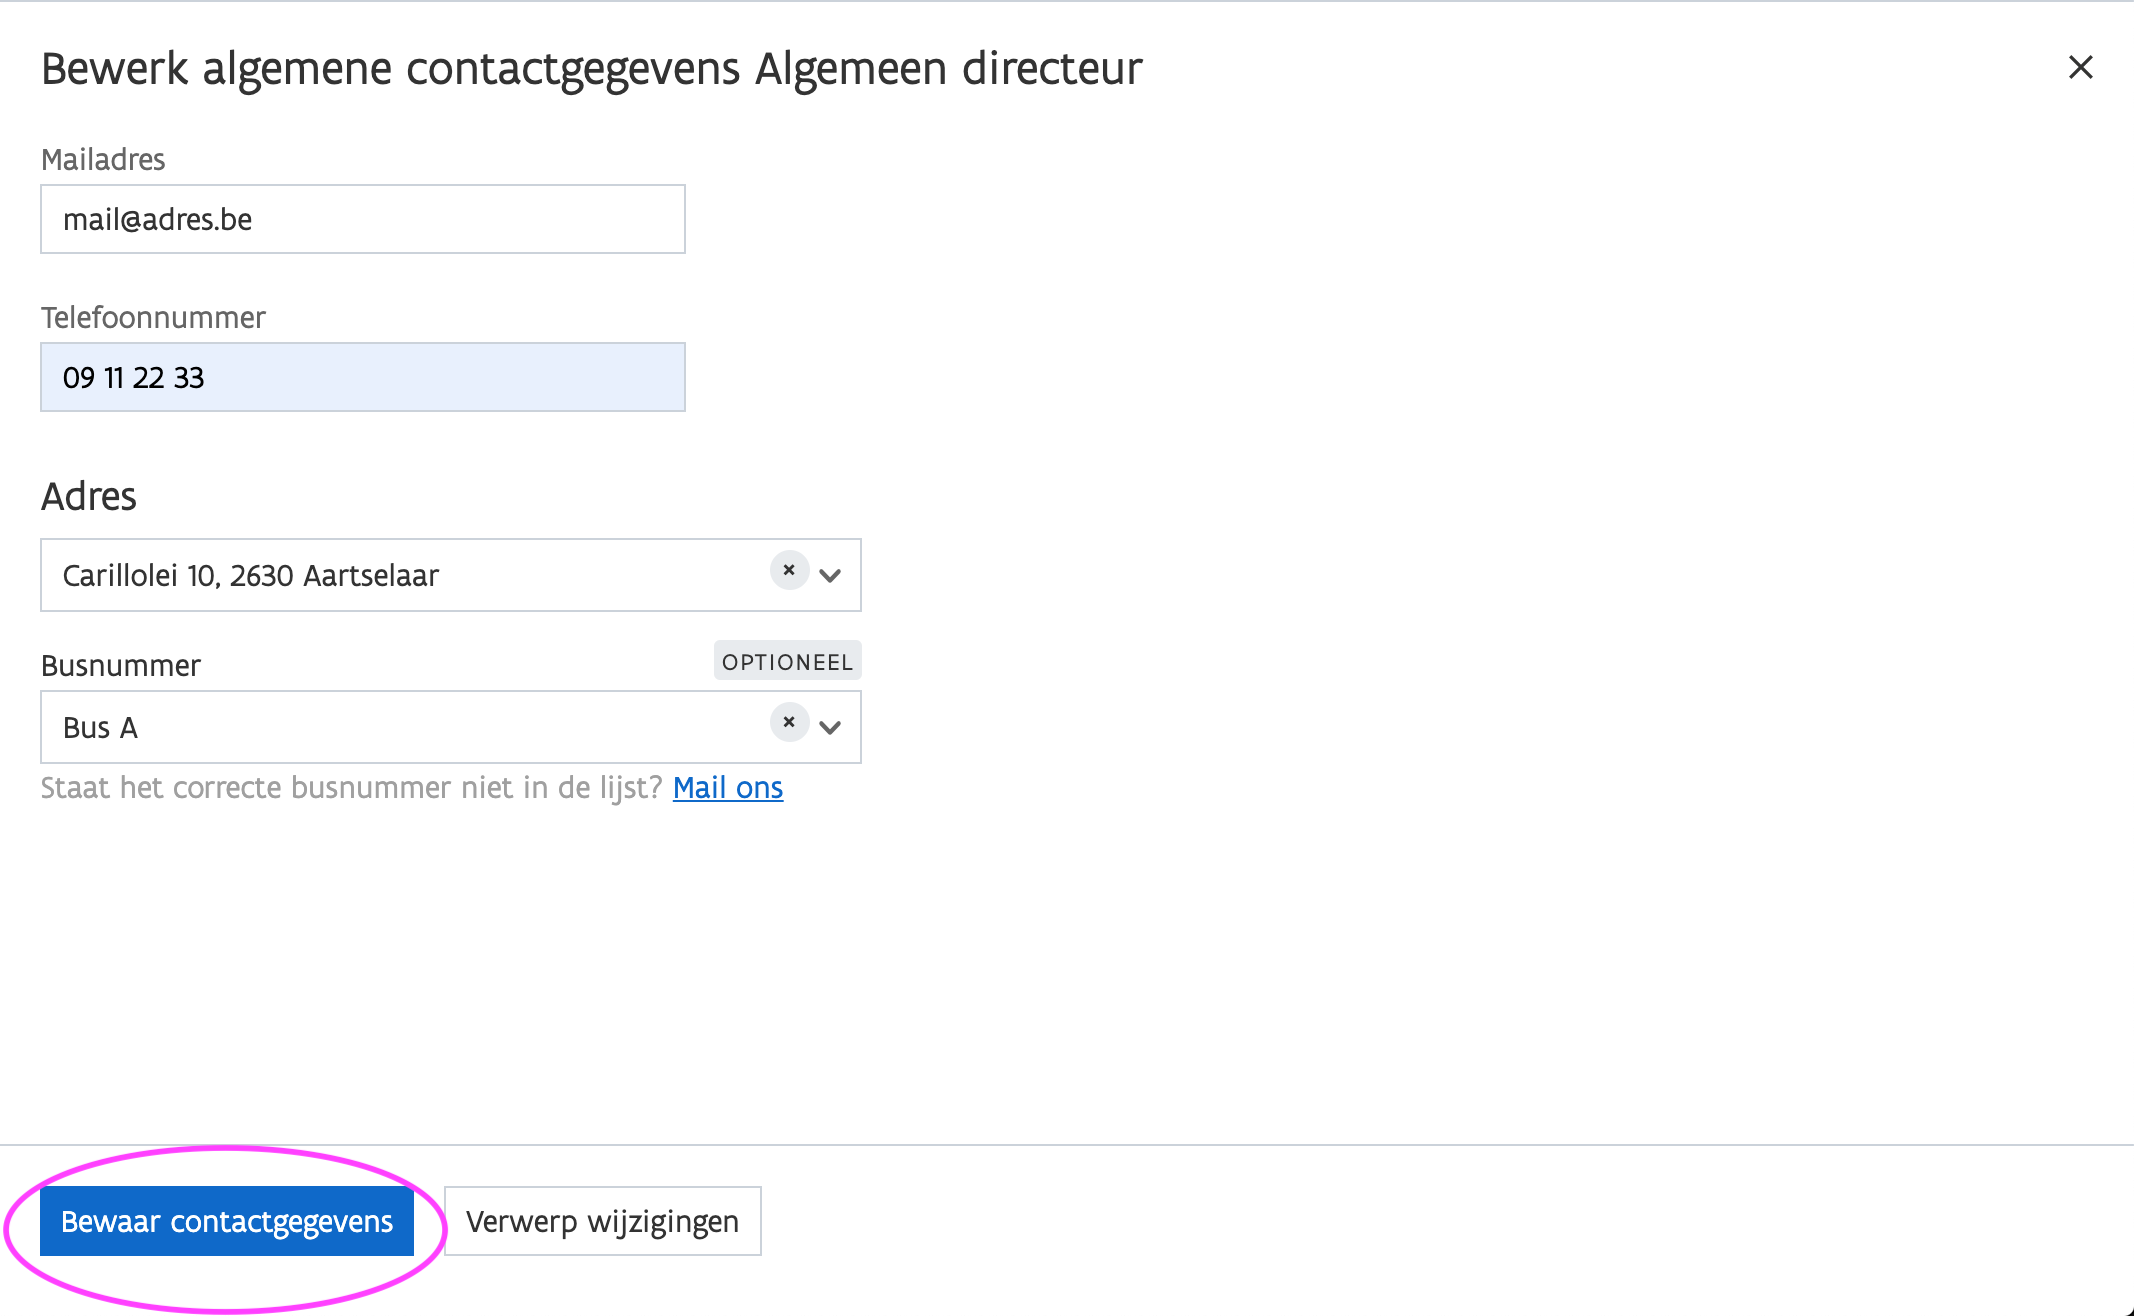 Bewerk algemene contactgegevens Algemeen directeur
Mailadres
mail@adres.be
Telefoonnummer
09 11 22 33
Adres
Carillolei 10, 2630 Aartselaar
Busnummer
OPTIONEEL
Bus A
Staat het correcte busnummer niet in de lijst? Mail ons
Bewaar contactgegevens
Verwerp wijzigingen